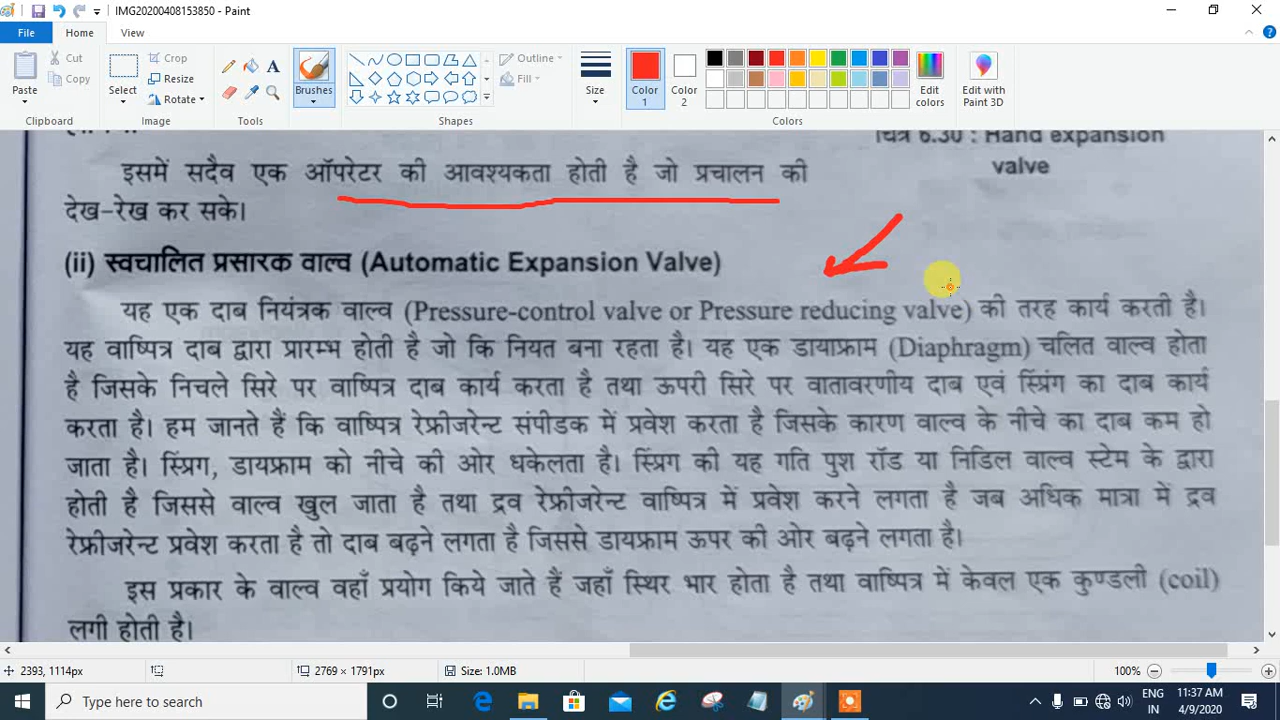 IMG20200408153850 - Paint
File Home View
Paste Cut Copy Clipboard
Select Crop Resize Rotate Image
Tools
Brushes
Outline Fill Shapes
Size
Color 1 Color 2 Edit colors Colors
Edit with Paint 3D
चित्र 6.30 : Hand expansion
valve
इसमें सदैव एक ऑपरेटर की आवश्यकता होती है जो प्रचालन की
देख-रेख कर सके।
(ii) स्वचालित प्रसारक वाल्व (Automatic Expansion Valve)
यह एक दाब नियंत्रक वाल्व (Pressure-control valve or Pressure reducing valve) की तरह कार्य करती है।
यह वाष्पित्र दाब द्वारा प्रारम्भ होती है जो कि नियत बना रहता है। यह एक डायाफ्राम (Diaphragm) चलित वाल्व होता
है जिसके निचले सिरे पर वाष्पित्र दाब कार्य करता है तथा ऊपरी सिरे पर वातावरणीय दाब एवं स्प्रिंग का दाब कार्य
करता है। हम जानते हैं कि वाष्पित्र रेफ्रीजरेन्ट संपीडक में प्रवेश करता है जिसके कारण वाल्व के नीचे का दाब कम हो
जाता है। स्प्रिंग, डायफ्राम को नीचे की ओर धकेलता है। स्प्रिंग की यह गति पुश रॉड या निडिल वाल्व स्टेम के द्वारा
होती है जिससे वाल्व खुल जाता है तथा द्रव रेफ्रीजरेन्ट वाष्पित्र में प्रवेश करने लगता है जब अधिक मात्रा में द्रव
रेफ्रीजरेन्ट प्रवेश करता है तो दाब बढ़ने लगता है जिससे डायफ्राम ऊपर की ओर बढ़ने लगता है।
इस प्रकार के वाल्व वहाँ प्रयोग किये जाते हैं जहाँ स्थिर भार होता है तथा वाष्पित्र में केवल एक कुण्डली (coil)
लगी होती है।
2393, 1114px 2769 × 1791px Size: 1.0MB 100%
Type here to search
ENG 11:37 AM
IN 4/9/2020